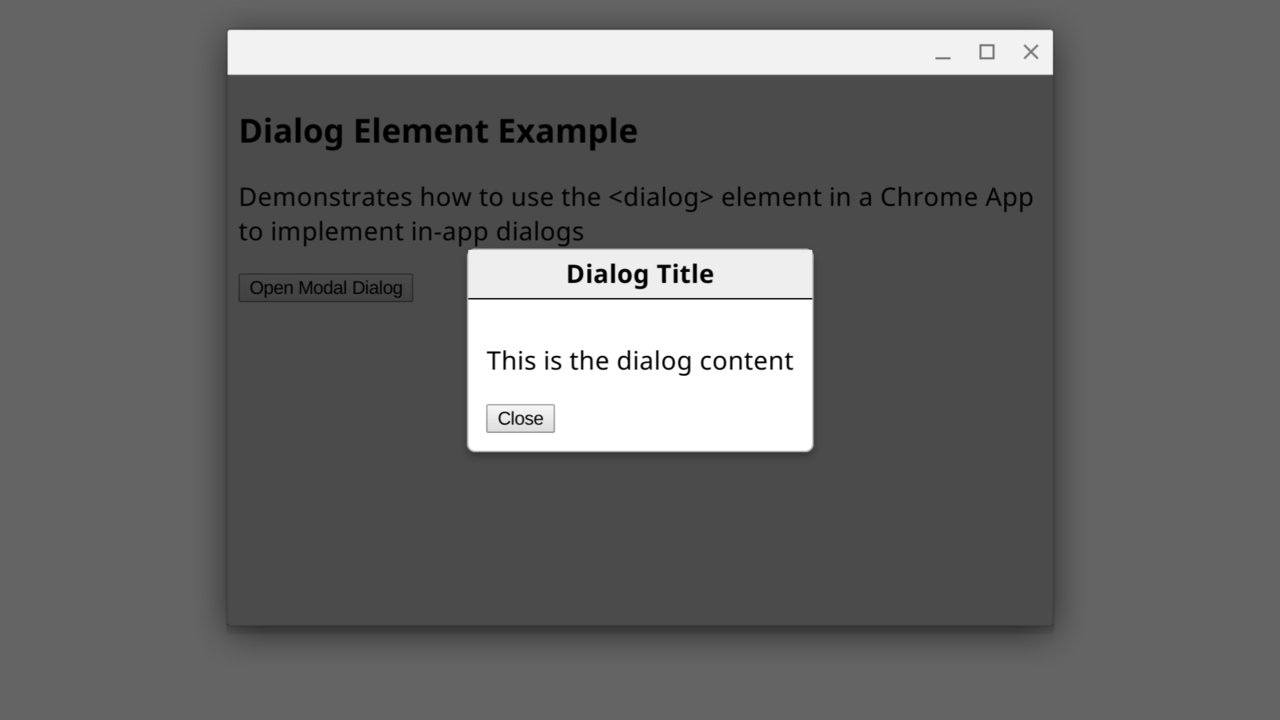 Dialog Element Example
Demonstrates how to use the <dialog> element in a Chrome App
to implement in-app dialogs
Open Modal Dialog
Dialog Title
This is the dialog content
Close